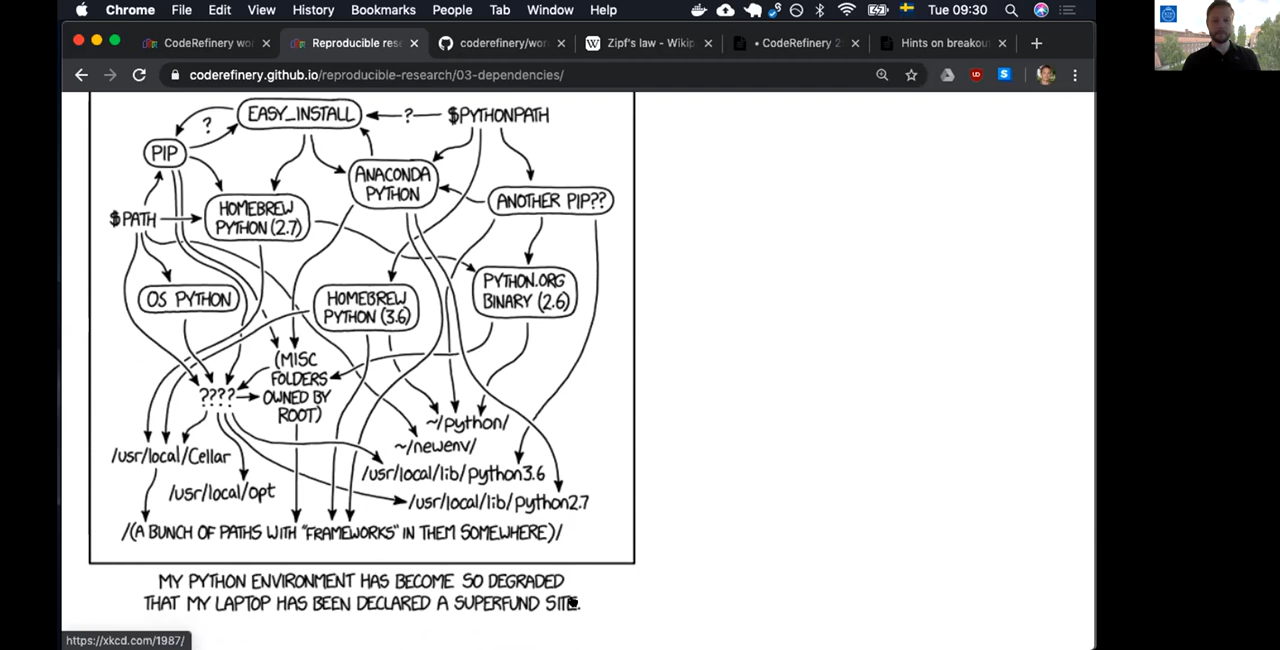 Chrome File Edit View History Bookmarks People Tab Window Help Tue 09:30
CodeRefinery wor Reproducible rese coderefinery/wor Zipf's law - Wikip • CodeRefinery 2 Hints on breakou
coderefinery.github.io/reproducible-research/03-dependencies/
EASY_INSTALL
?
$PYTHONPATH
?
PIP
ANACONDA
PYTHON
ANOTHER PIP??
$PATH
HOMEBREW
PYTHON (2.7)
OS PYTHON
HOMEBREW
PYTHON (3.6)
PYTHON.ORG
BINARY (2.6)
(MISC
FOLDERS
OWNED BY
ROOT)
????
~/python/
~/newenv/
/usr/local/Cellar
/usr/local/lib/python3.6
/usr/local/opt
/usr/local/lib/python2.7
/(A BUNCH OF PATHS WITH "FRAMEWORKS" IN THEM SOMEWHERE)/
MY PYTHON ENVIRONMENT HAS BECOME SO DEGRADED
THAT MY LAPTOP HAS BEEN DECLARED A SUPERFUND SITE.
https://xkcd.com/1987/